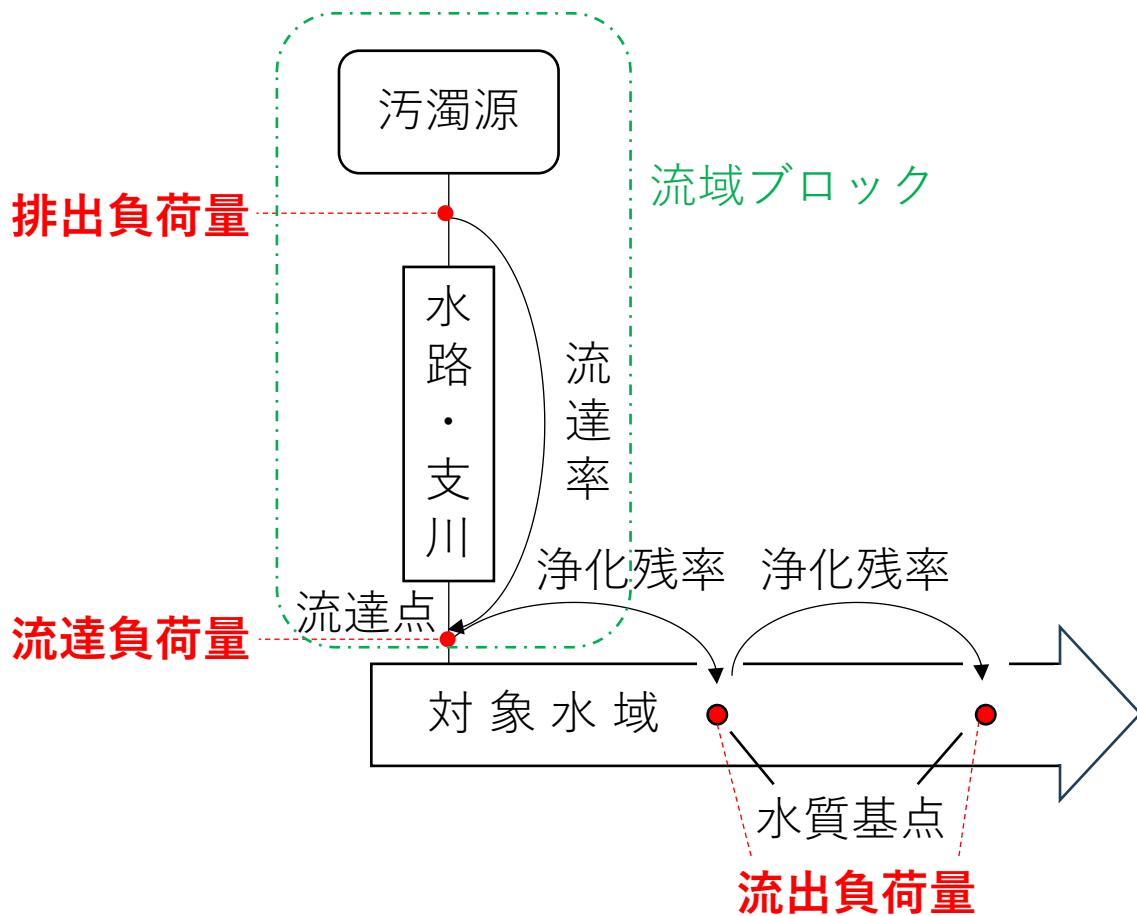 汚濁源
流域ブロック
排出負荷量
水路・支川
流達率
浄化残率
浄化残率
流達点
流達負荷量
対象水域
水質基点
流出負荷量